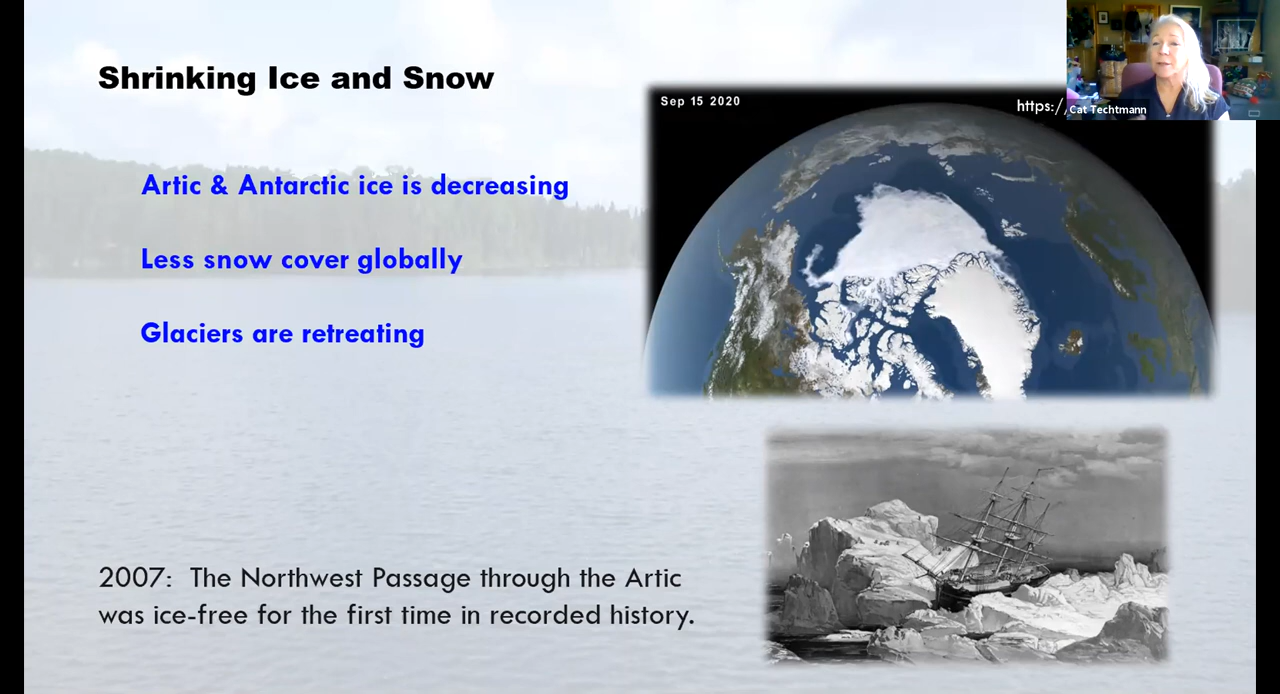 Shrinking Ice and Snow
Artic & Antarctic ice is decreasing
Less snow cover globally
Glaciers are retreating
Sep 15 2020
https:/
Cat Techtmann
2007: The Northwest Passage through the Artic
was ice-free for the first time in recorded history.